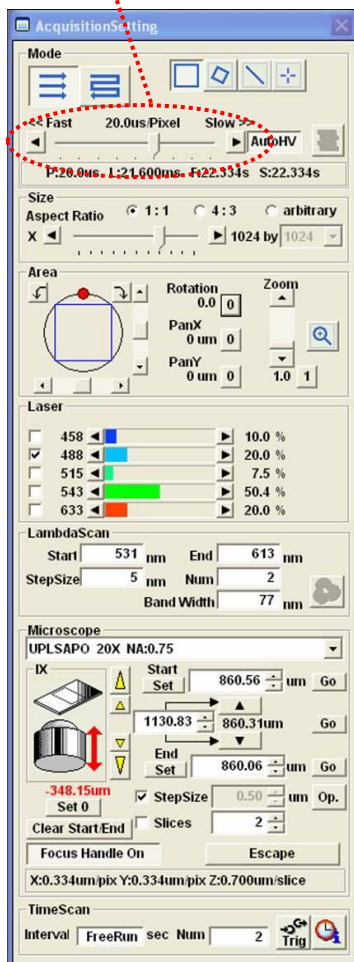 AcquisitionSetting
Mode
<< Fast 20.0us/Pixel Slow >>
AutoHV
P:20.0us L:21.600ms F:22.334s S:22.334s
Size
Aspect Ratio 1:1 4:3 arbitrary
X 1024 by 1024
Area
Rotation Zoom
0.0 0
PanX
0 um 0
PanY
0 um 0 1.0 1
Laser
458 10.0 %
488 20.0 %
515 7.5 %
543 50.4 %
633 20.0 %
LambdaScan
Start 531 nm End 613 nm
StepSize 5 nm Num 2
Band Width 77 nm
Microscope
UPLSAPO 20X NA:0.75
IX Start
Set 860.56 um Go
1130.83 860.31um Go
End
Set 860.06 um Go
-348.15um
Set 0 StepSize 0.50 um Op.
Clear Start/End Slices 2
Focus Handle On Escape
X:0.334um/pix Y:0.334um/pix Z:0.700um/slice
TimeScan
Interval FreeRun sec Num 2 Trig